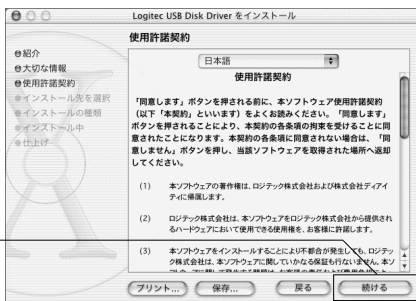 Logitec USB Disk Driver をインストール
使用許諾契約
紹介
大切な情報
使用許諾契約
インストール先を選択
インストールの種類
インストール中
仕上げ
日本語
使用許諾契約
「同意します」ボタンを押される前に、本ソフトウェア使用許諾契約
（以下「本契約」といいます）をよくお読みください。「同意します」
ボタンを押されることにより、本契約の各条項の拘束を受けることに同
意されたことになります。本契約の各条項に同意されない場合は、「同
意しません」ボタンを押し、当該ソフトウェアを取得された場所へ返却
してください。
(1) 本ソフトウェアの著作権は、ロジテック株式会社および株式会社ディアイ
ティに帰属します。
(2) ロジテック株式会社は、本ソフトウェアをロジテック株式会社から提供され
るハードウェアにおいて使用できる使用権を、お客様に許諾します。
(3) 本ソフトウェアをインストールすることにより不都合が発生しても、ロジテッ
ク株式会社は、本ソフトウェアに関していかなる保証も行ないません。本ソ
プリント... 保存... 戻る 続ける